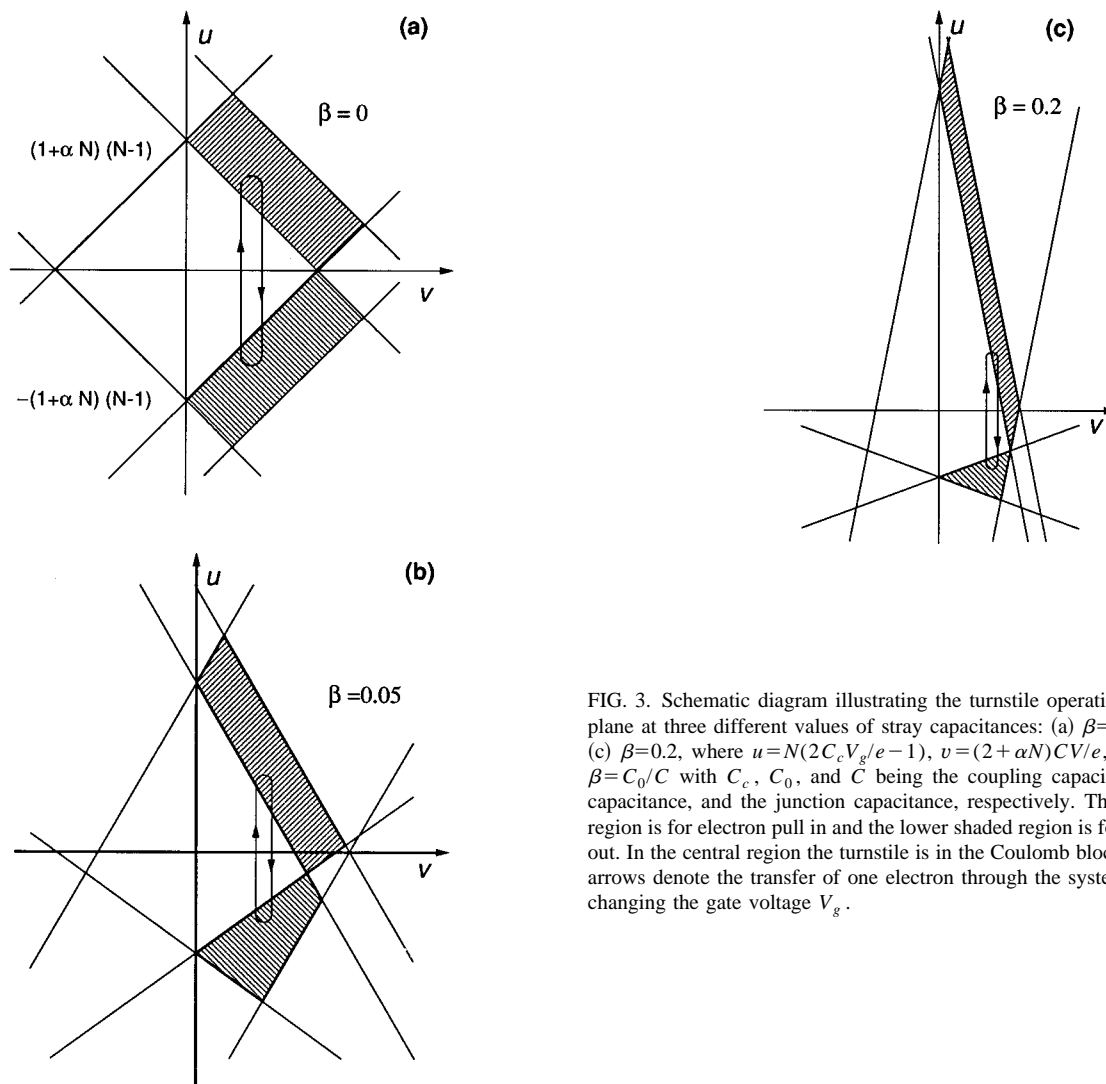 (a)
u
β = 0
(1+α N) (N-1)
v
−(1+α N) (N-1)
(c)
u
β = 0.2
v
(b)
u
β =0.05
v
FIG. 3. Schematic diagram illustrating the turnstile operati
plane at three different values of stray capacitances: (a) β=
(c) β=0.2, where u=N(2C_cV_g/e−1), v=(2+αN)CV/e,
β=C_0/C with C_c, C_0, and C being the coupling capaci
capacitance, and the junction capacitance, respectively. Th
region is for electron pull in and the lower shaded region is f
out. In the central region the turnstile is in the Coulomb bloc
arrows denote the transfer of one electron through the syste
changing the gate voltage V_g.